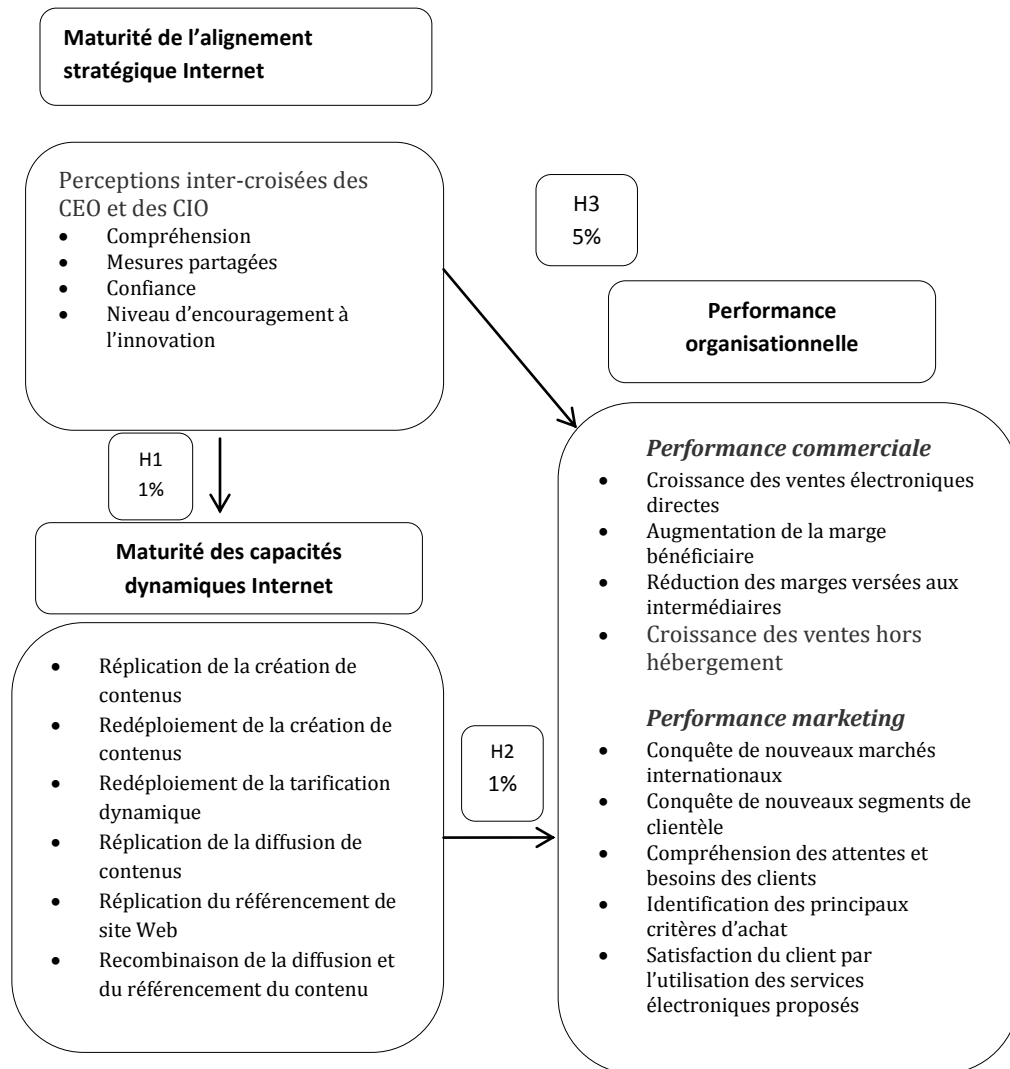 Maturité de l’alignement
stratégique Internet
Perceptions inter-croisées des
CEO et des CIO
• Compréhension
• Mesures partagées
• Confiance
• Niveau d’encouragement à
l’innovation
H3
5%
Performance
organisationnelle
H1
1%
Maturité des capacités
dynamiques Internet
• Réplication de la création de
contenus
• Redéploiement de la création de
contenus
• Redéploiement de la tarification
dynamique
• Réplication de la diffusion de
contenus
• Réplication du référencement de
site Web
• Recombinaison de la diffusion et
du référencement du contenu
H2
1%
Performance commerciale
• Croissance des ventes électroniques
directes
• Augmentation de la marge
bénéficiaire
• Réduction des marges versées aux
intermédiaires
• Croissance des ventes hors
hébergement
Performance marketing
• Conquête de nouveaux marchés
internationaux
• Conquête de nouveaux segments de
clientèle
• Compréhension des attentes et
besoins des clients
• Identification des principaux
critères d’achat
• Satisfaction du client par
l’utilisation des services
électroniques proposés